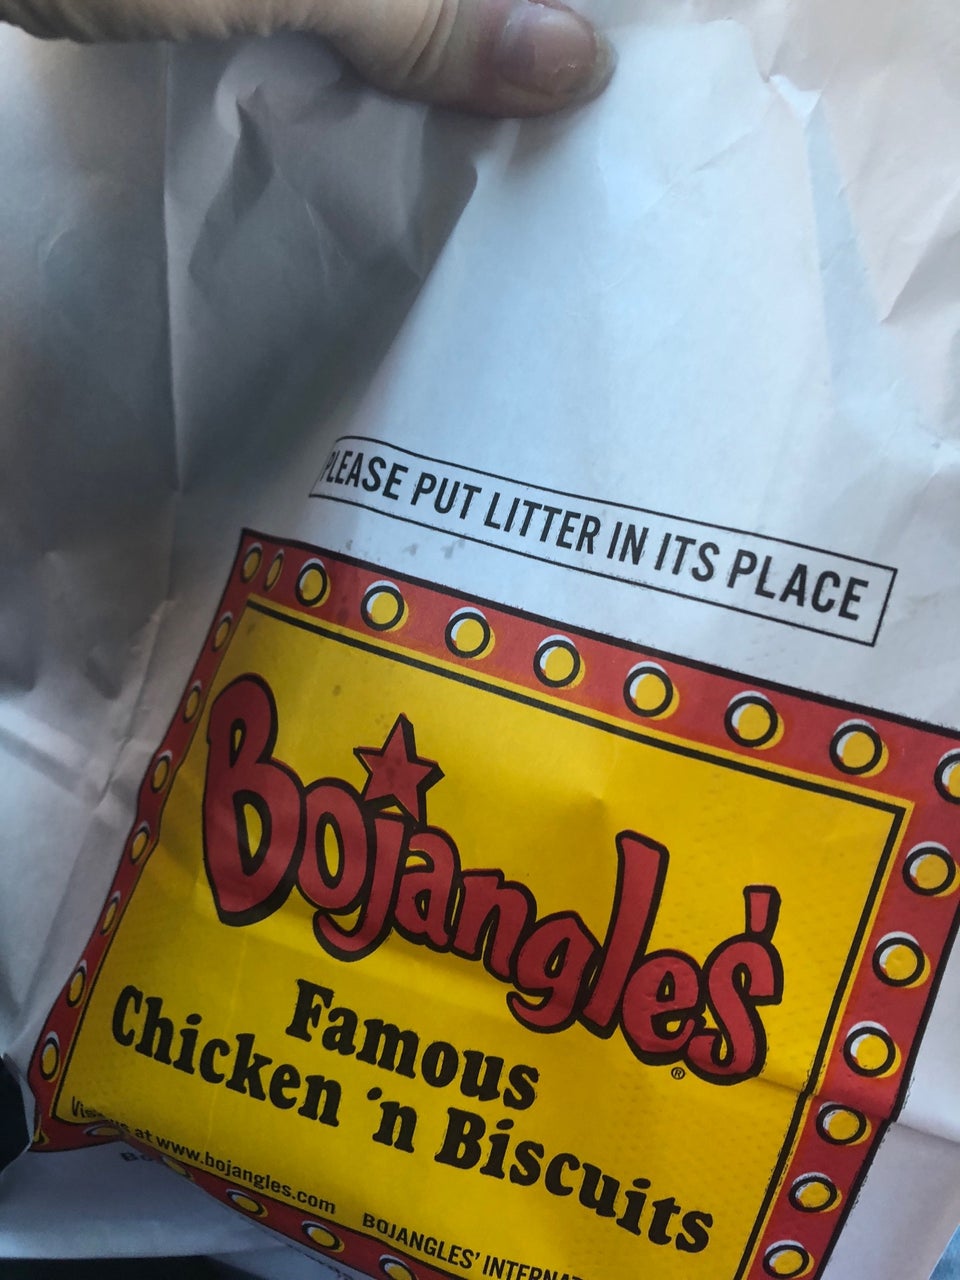 PLEASE PUT LITTER IN ITS PLACE
Bojangles'
®
Famous
Chicken 'n Biscuits
at www.bojangles.com
BOJANGLES'